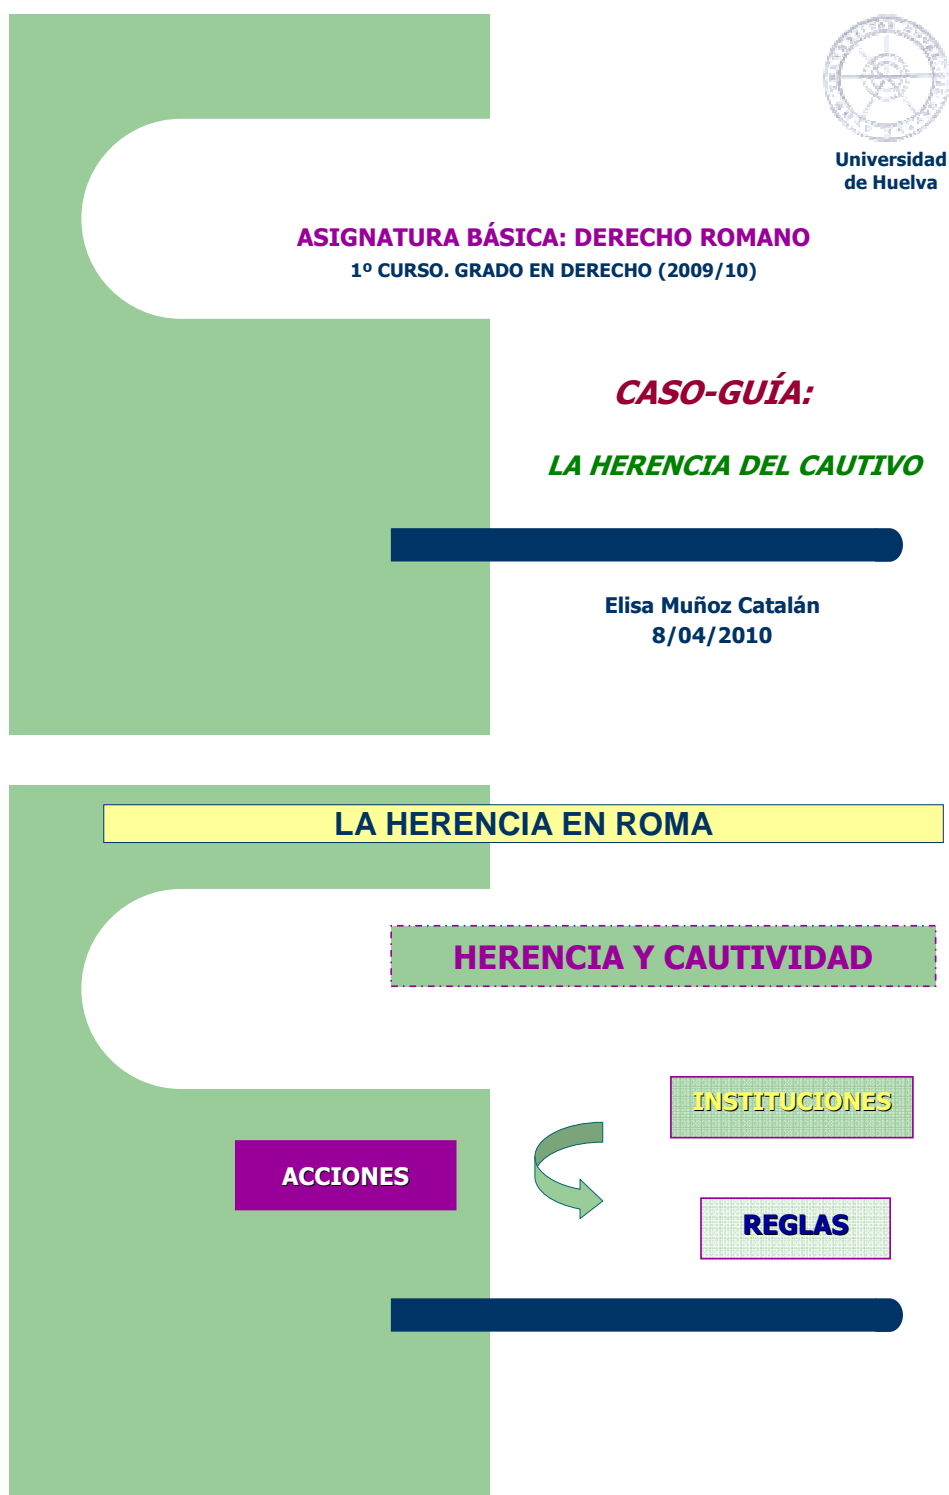 Universidad
de Huelva
ASIGNATURA BÁSICA: DERECHO ROMANO
1º CURSO. GRADO EN DERECHO (2009/10)
CASO-GUÍA:
LA HERENCIA DEL CAUTIVO
Elisa Muñoz Catalán
8/04/2010
LA HERENCIA EN ROMA
HERENCIA Y CAUTIVIDAD
INSTITUCIONES
ACCIONES
REGLAS